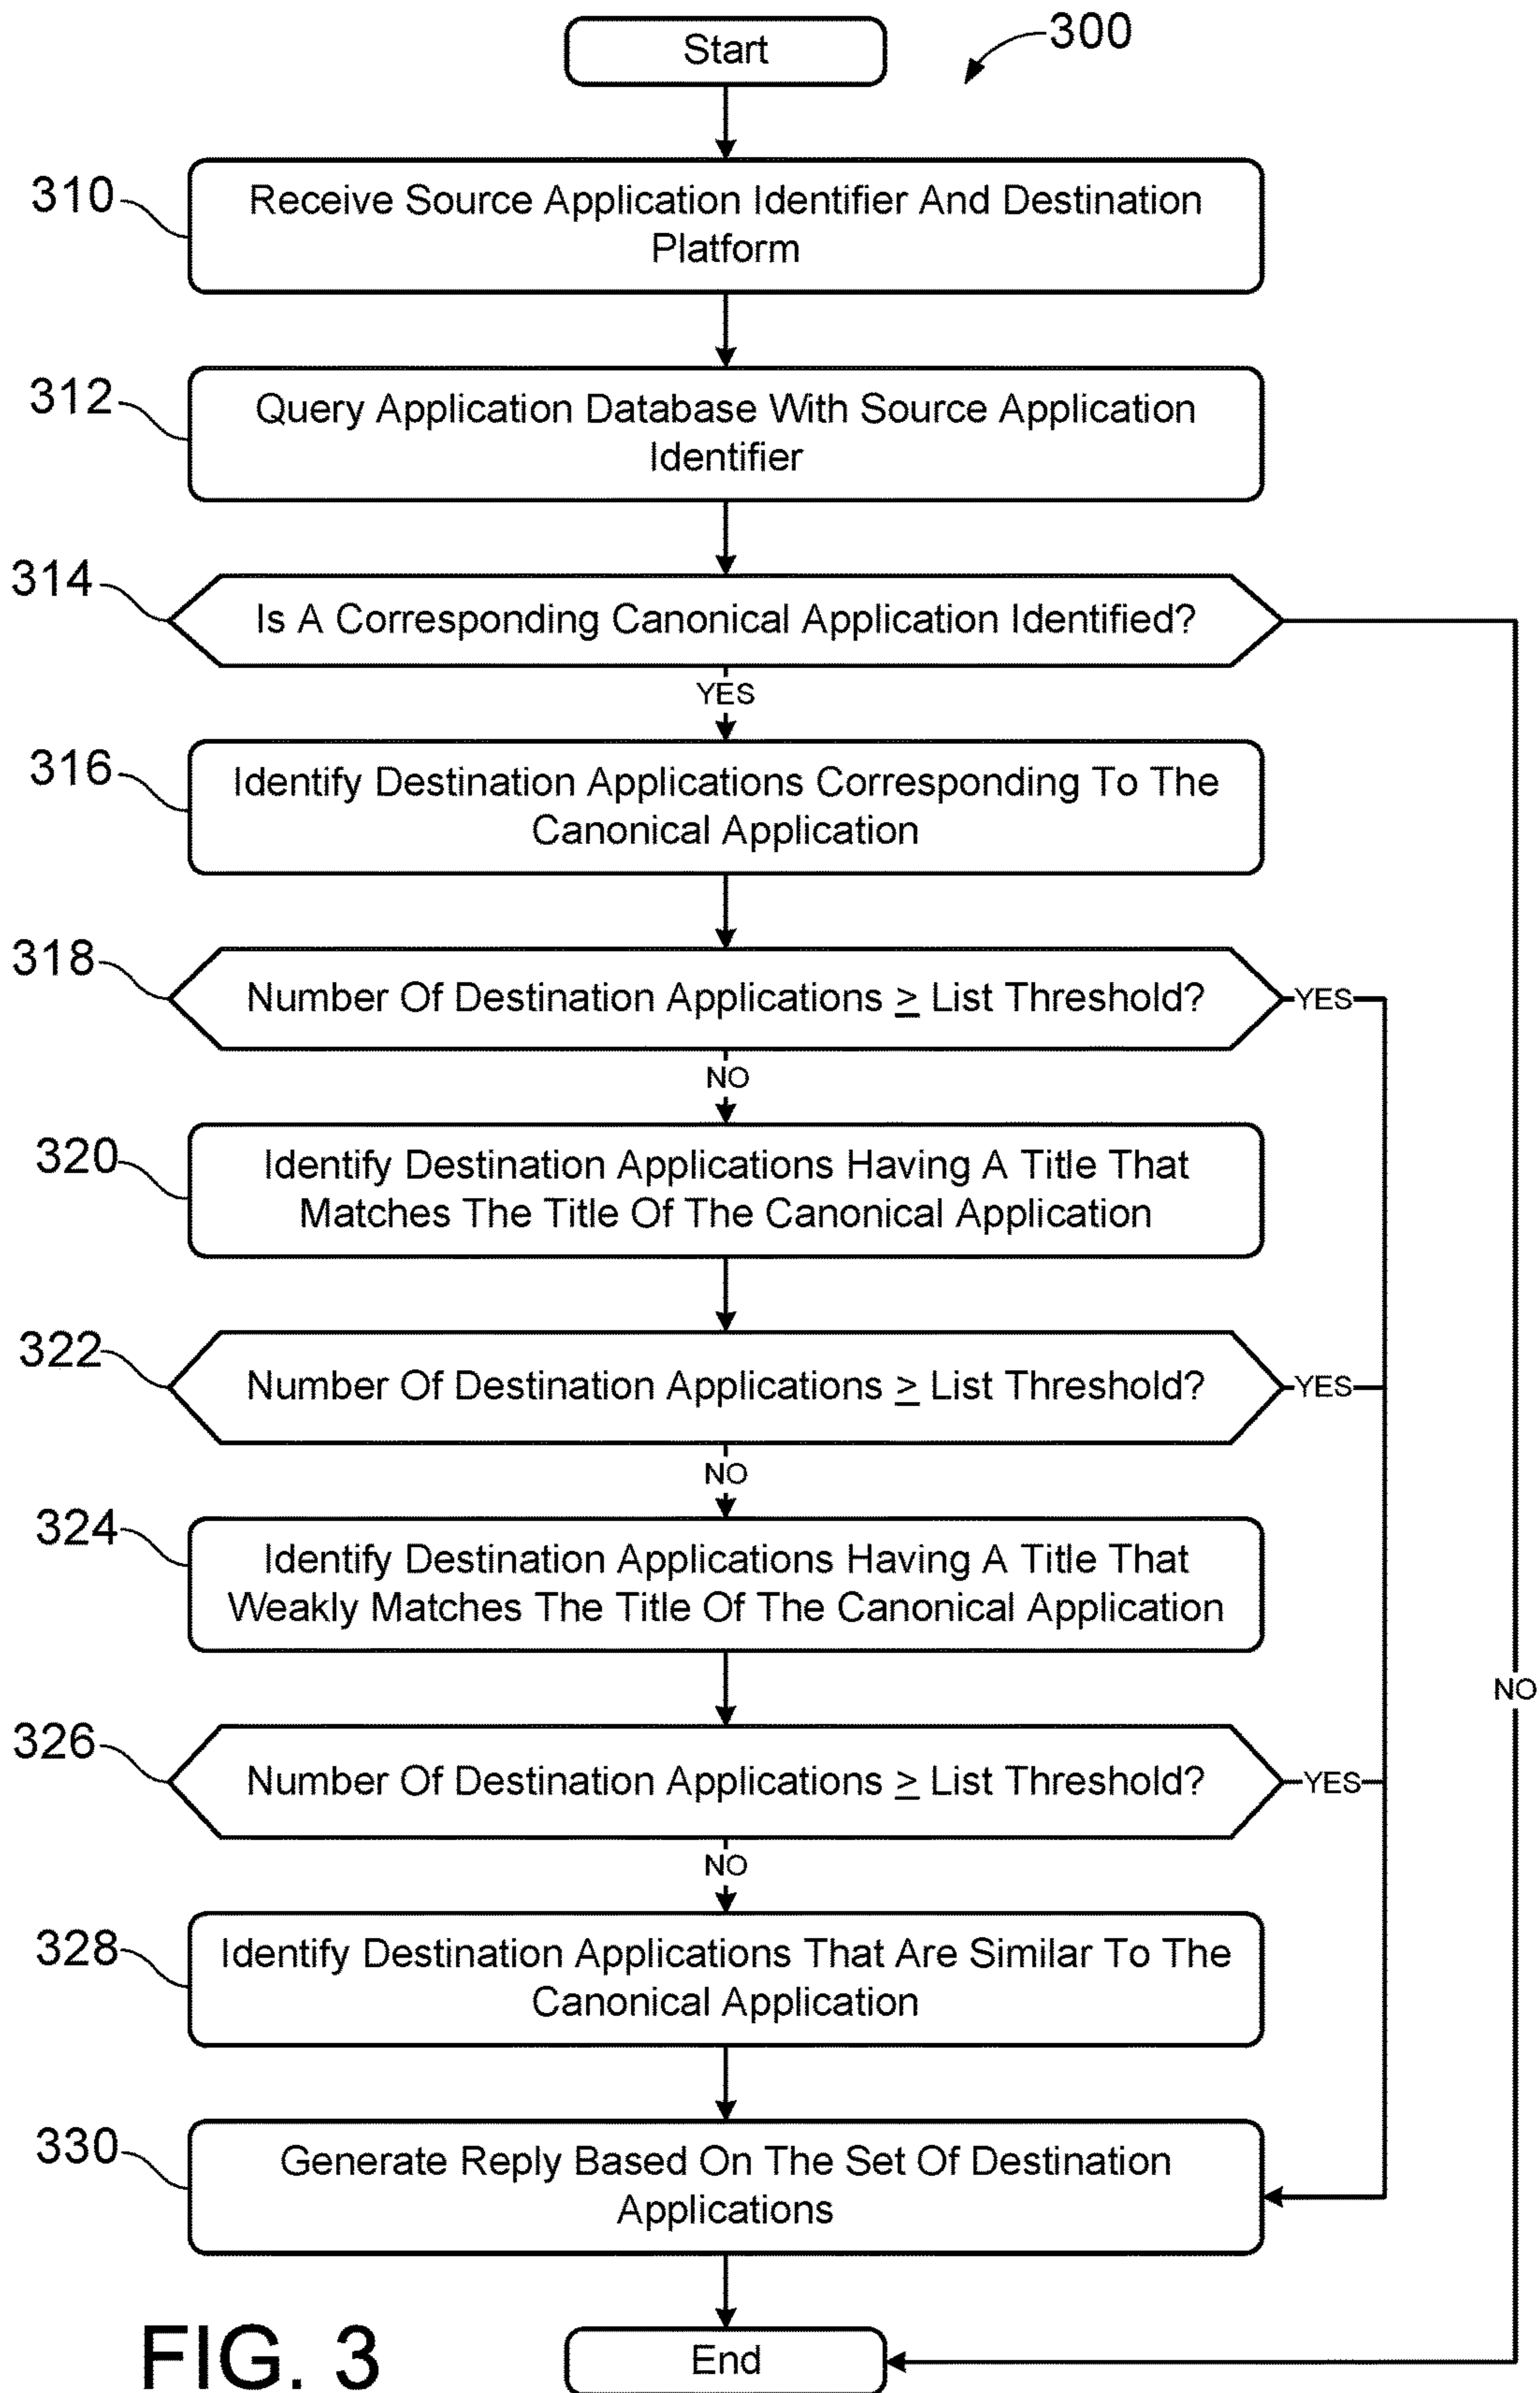 Start
300
310
Receive Source Application Identifier And Destination
Platform
312
Query Application Database With Source Application
Identifier
314
Is A Corresponding Canonical Application Identified?
YES
316
Identify Destination Applications Corresponding To The
Canonical Application
318
Number Of Destination Applications ≥ List Threshold?
YES
NO
320
Identify Destination Applications Having A Title That
Matches The Title Of The Canonical Application
322
Number Of Destination Applications ≥ List Threshold?
YES
NO
324
Identify Destination Applications Having A Title That
Weakly Matches The Title Of The Canonical Application
NO
326
Number Of Destination Applications ≥ List Threshold?
YES
NO
328
Identify Destination Applications That Are Similar To The
Canonical Application
330
Generate Reply Based On The Set Of Destination
Applications
End
FIG. 3